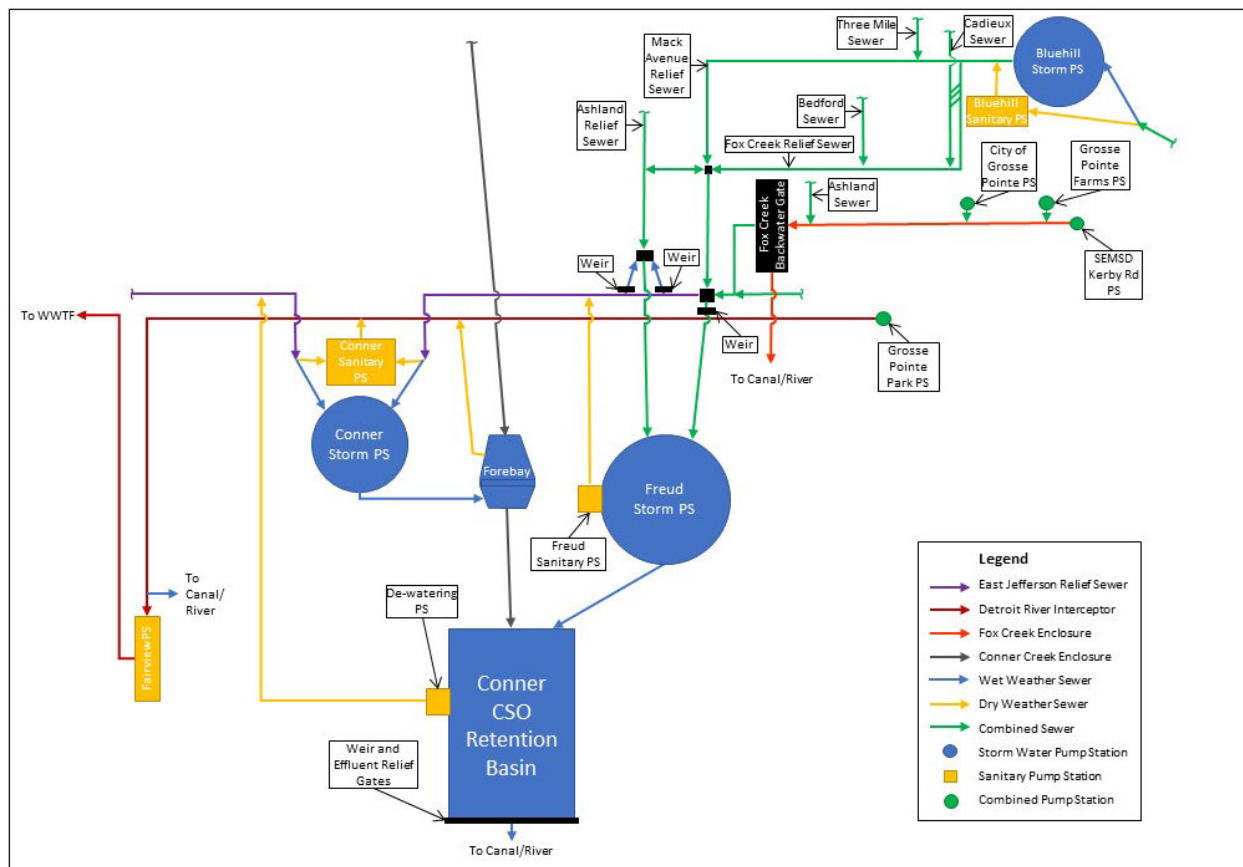 Three Mile
Sewer
Cadieux
Sewer
Mack
Avenue
Relief
Sewer
Bluehill
Storm PS
Ashland
Relief
Sewer
Bedford
Sewer
Bluehill
Sanitary PS
Fox Creek Relief Sewer
City of
Grosse
Pointe PS
Grosse
Pointe
Farms PS
Ashland
Sewer
Fox Creek
Backwater Gate
Weir
Weir
SEMSD
Kerby Rd
PS
To WWTF
Weir
Conner
Sanitary
PS
To Canal/River
Grosse
Pointe
Park PS
Conner
Storm PS
Forebay
Freud
Storm PS
Freud
Sanitary PS
To
Canal/
River
De-watering
PS
Fairview PS
Conner
CSO
Retention
Basin
Weir and
Effluent Relief
Gates
To Canal/River
Legend
East Jefferson Relief Sewer
Detroit River Interceptor
Fox Creek Enclosure
Conner Creek Enclosure
Wet Weather Sewer
Dry Weather Sewer
Combined Sewer
Storm Water Pump Station
Sanitary Pump Station
Combined Pump Station